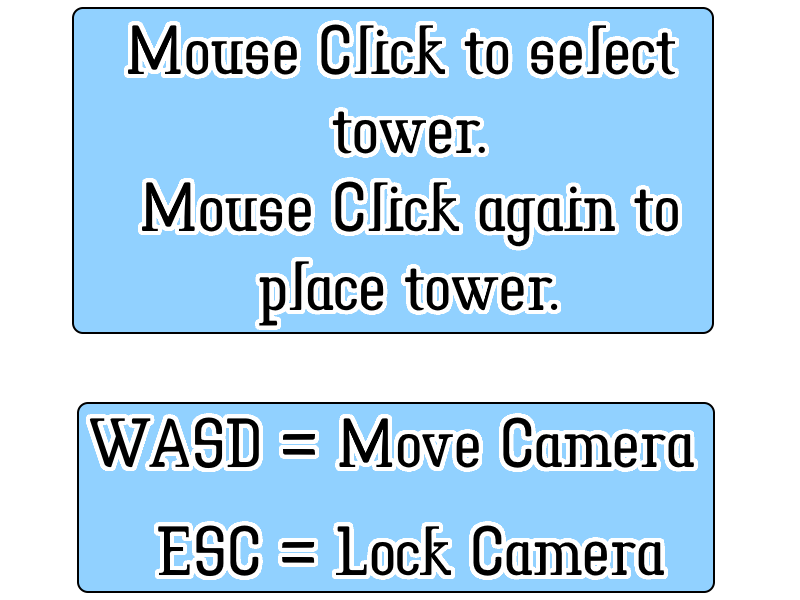 Mouse Click to select
tower.
Mouse Click again to
place tower.
WASD = Move Camera
ESC = Lock Camera